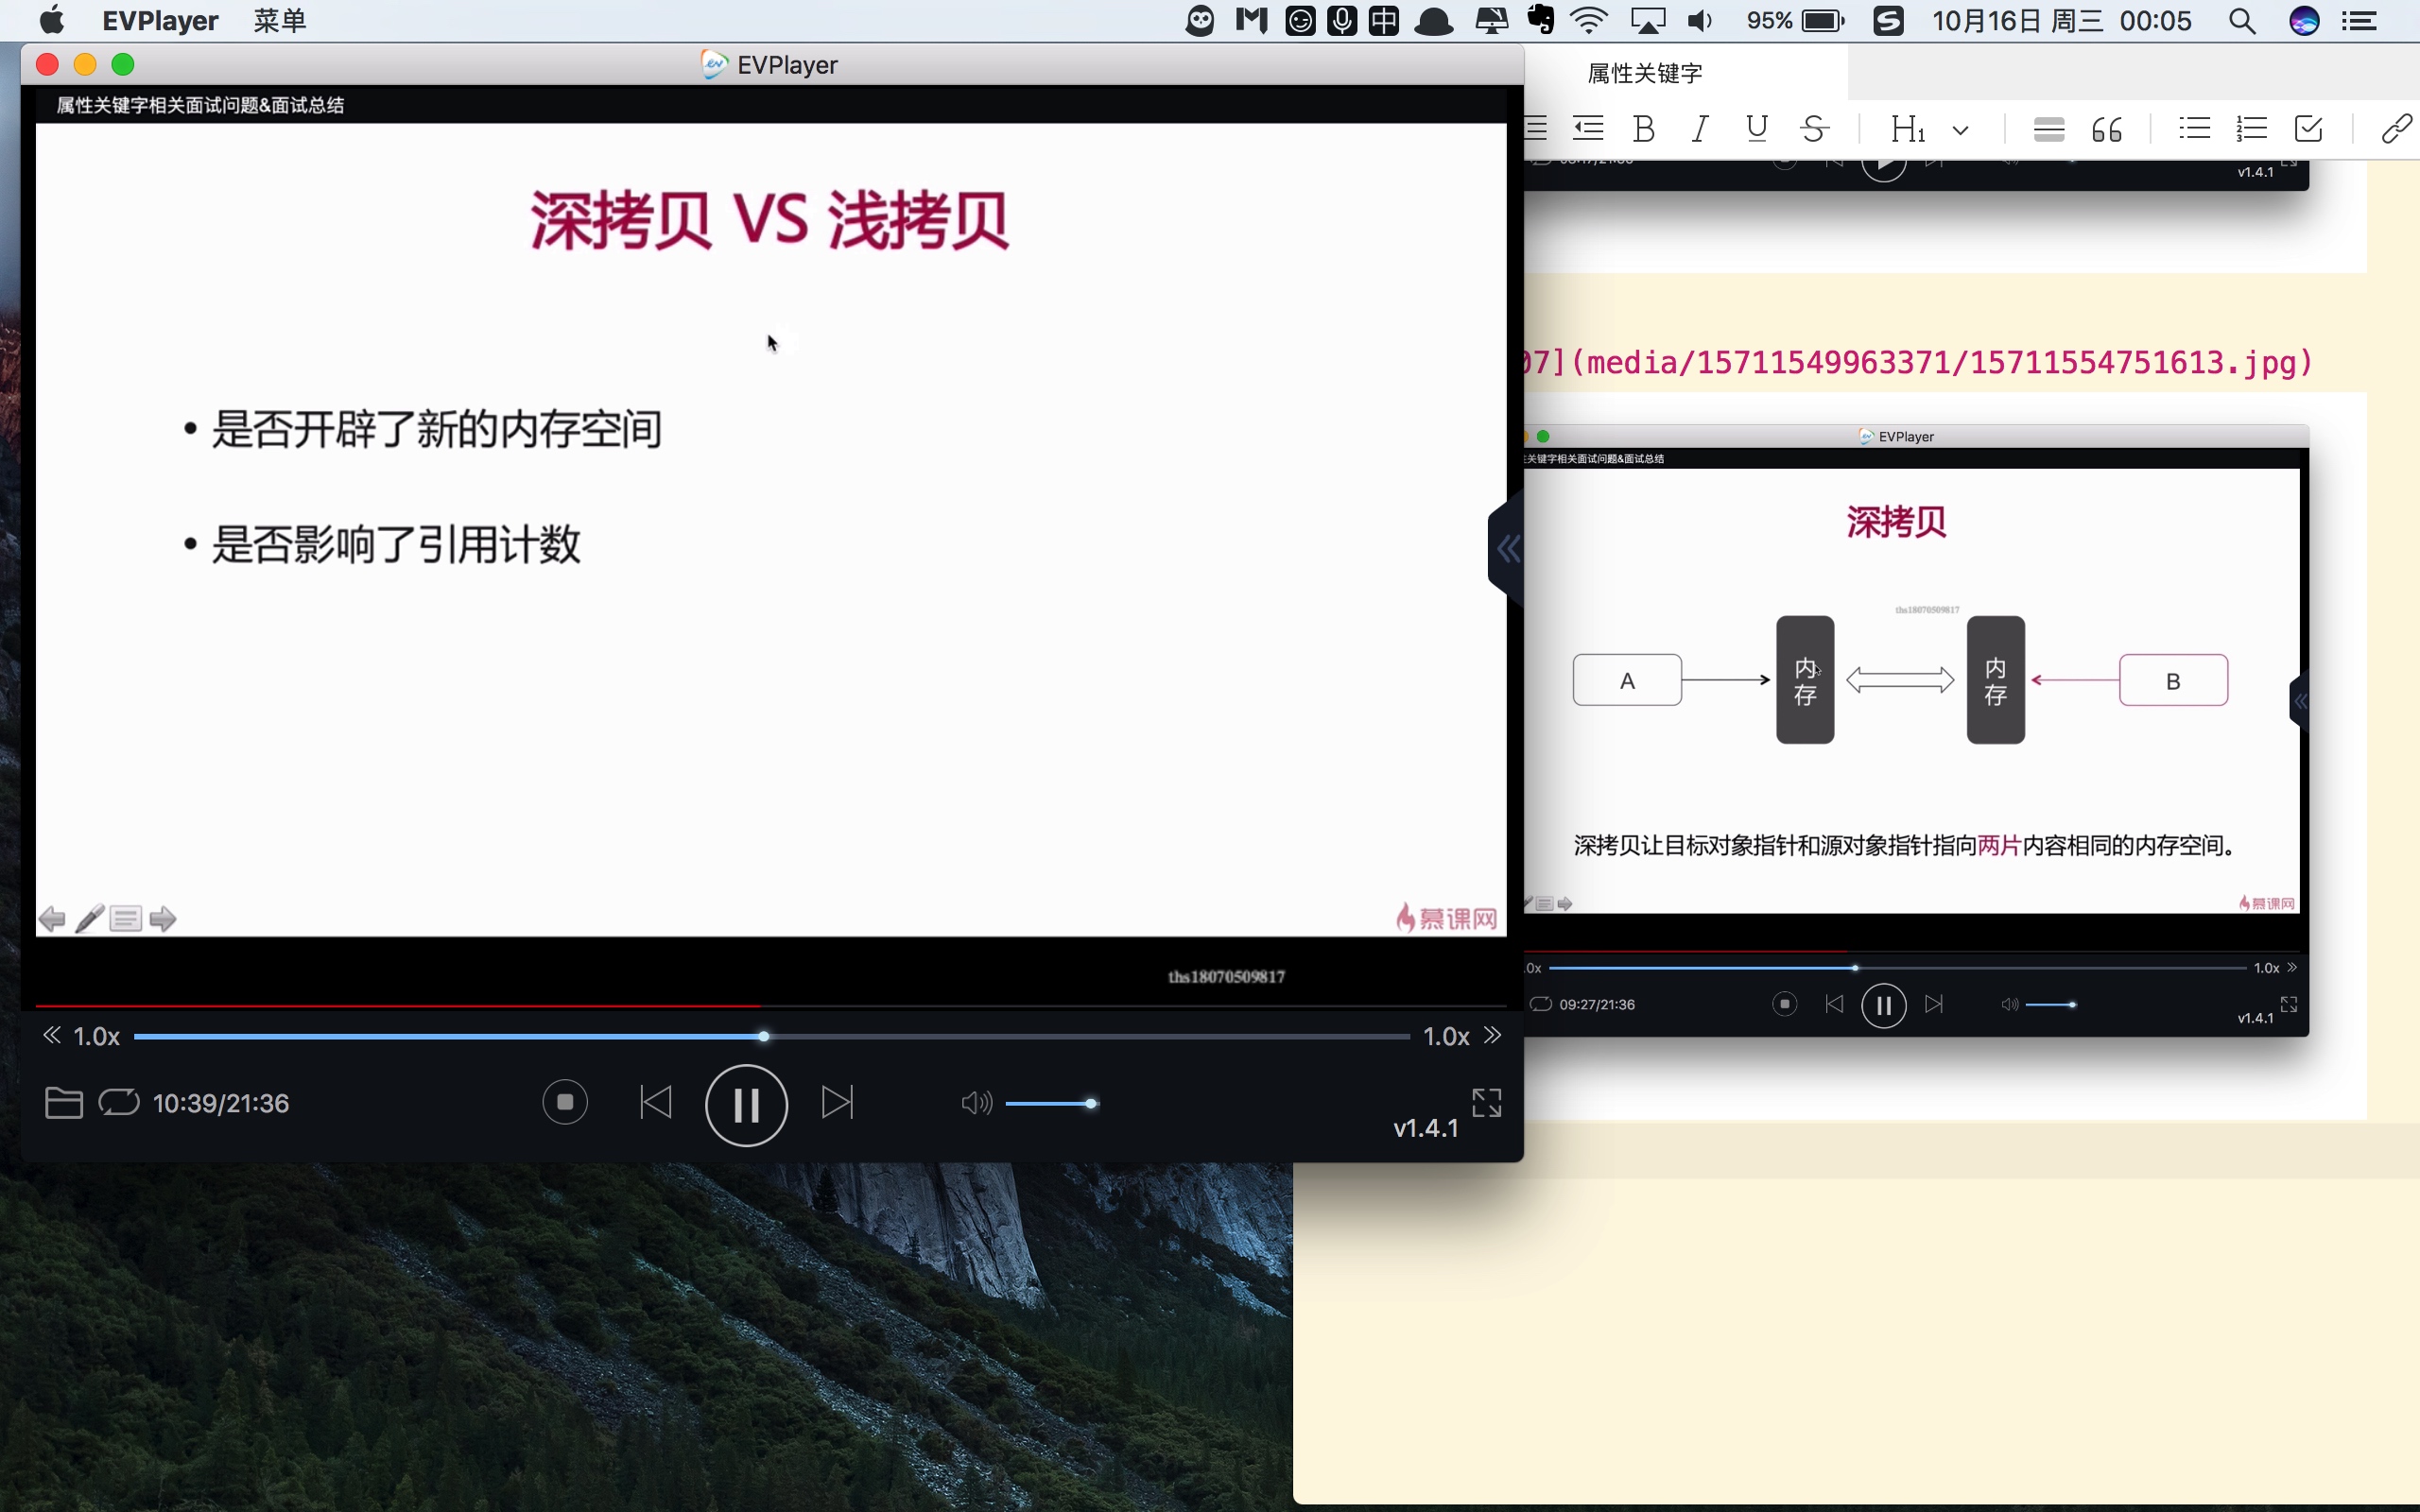 EVPlayer 菜单 95% 10月16日 周三 00:05
EVPlayer
属性关键字相关面试问题&面试总结
深拷贝 VS 浅拷贝
• 是否开辟了新的内存空间
• 是否影响了引用计数
慕课网
ths18070509817
1.0x 1.0x
10:39/21:36
v1.4.1
属性关键字
B I U S H1
v1.4.1
07](media/15711549963371/15711554751613.jpg)
EVPlayer
关键字相关面试问题&面试总结
深拷贝
ths18070509817
A 内存 内存 B
深拷贝让目标对象指针和源对象指针指向两片内容相同的内存空间。
慕课网
.0x 1.0x
09:27/21:36
v1.4.1